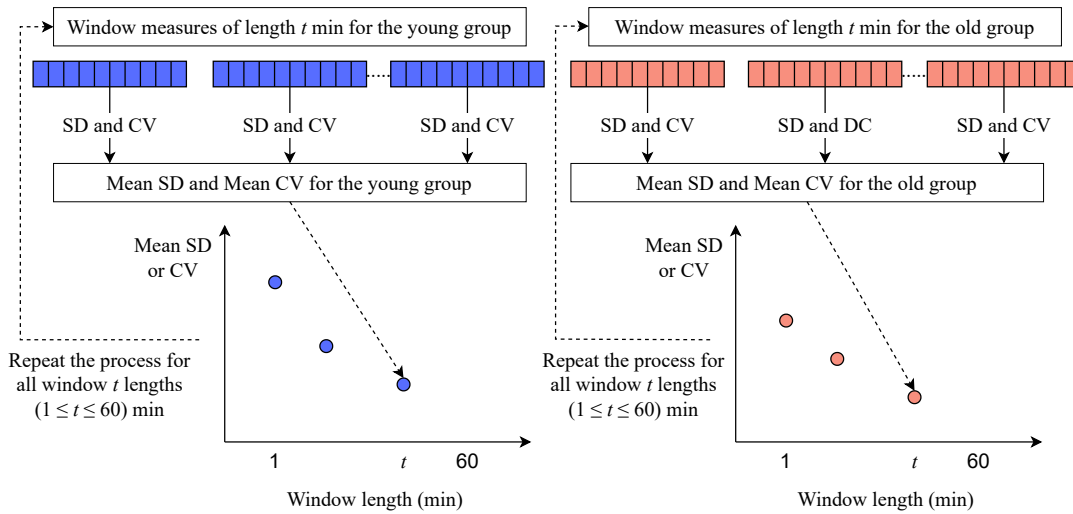 Window measures of length t min for the young group
SD and CV
SD and CV
SD and CV
Mean SD and Mean CV for the young group
Mean SD
or CV
Repeat the process for
all window t lengths
(1 ≤ t ≤ 60) min
1
t
60
Window length (min)
Window measures of length t min for the old group
SD and CV
SD and DC
SD and CV
Mean SD and Mean CV for the old group
Mean SD
or CV
Repeat the process for
all window t lengths
(1 ≤ t ≤ 60) min
1
t
60
Window length (min)